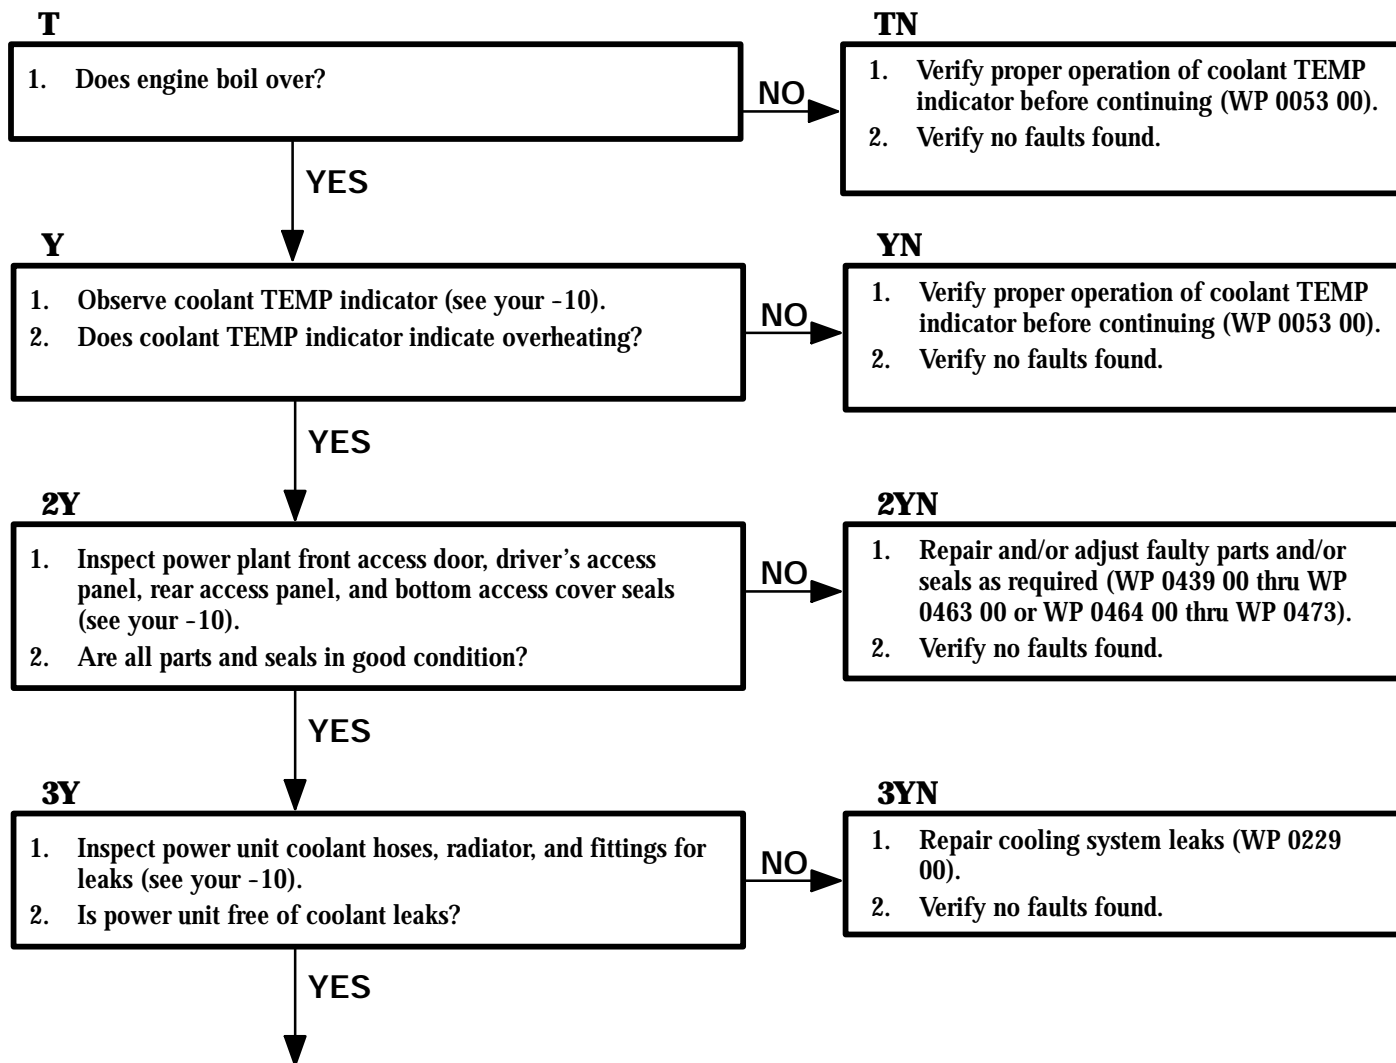 T
1. Does engine boil over?
NO
TN
1. Verify proper operation of coolant TEMP
indicator before continuing (WP 0053 00).
2. Verify no faults found.
YES
Y
1. Observe coolant TEMP indicator (see your -10).
2. Does coolant TEMP indicator indicate overheating?
NO
YN
1. Verify proper operation of coolant TEMP
indicator before continuing (WP 0053 00).
2. Verify no faults found.
YES
2Y
1. Inspect power plant front access door, driver's access
panel, rear access panel, and bottom access cover seals
(see your -10).
2. Are all parts and seals in good condition?
NO
2YN
1. Repair and/or adjust faulty parts and/or
seals as required (WP 0439 00 thru WP
0463 00 or WP 0464 00 thru WP 0473).
2. Verify no faults found.
YES
3Y
1. Inspect power unit coolant hoses, radiator, and fittings for
leaks (see your -10).
2. Is power unit free of coolant leaks?
NO
3YN
1. Repair cooling system leaks (WP 0229
00).
2. Verify no faults found.
YES